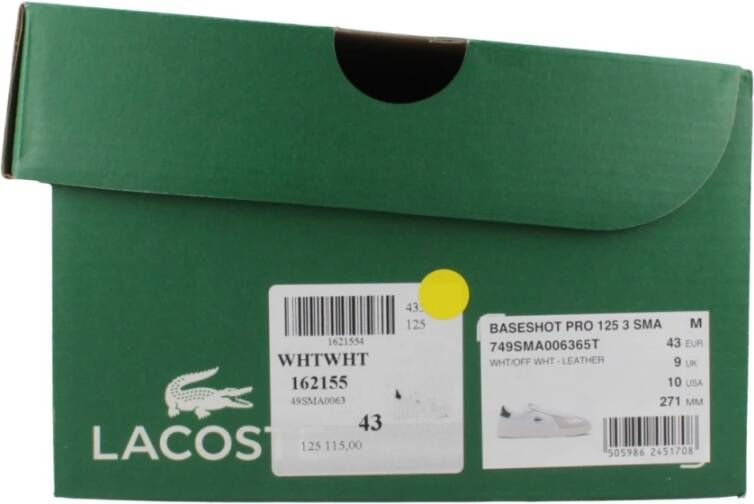 LACOST
43
125
1621554
WHTWHT
162155
49SMA0063
43
125 115,00
BASESHOT PRO 125 3 SMA M
749SMA006365T 43 EUR
WHT/OFF WHT - LEATHER 9 UK
10 USA
271 MM
505986 2451708